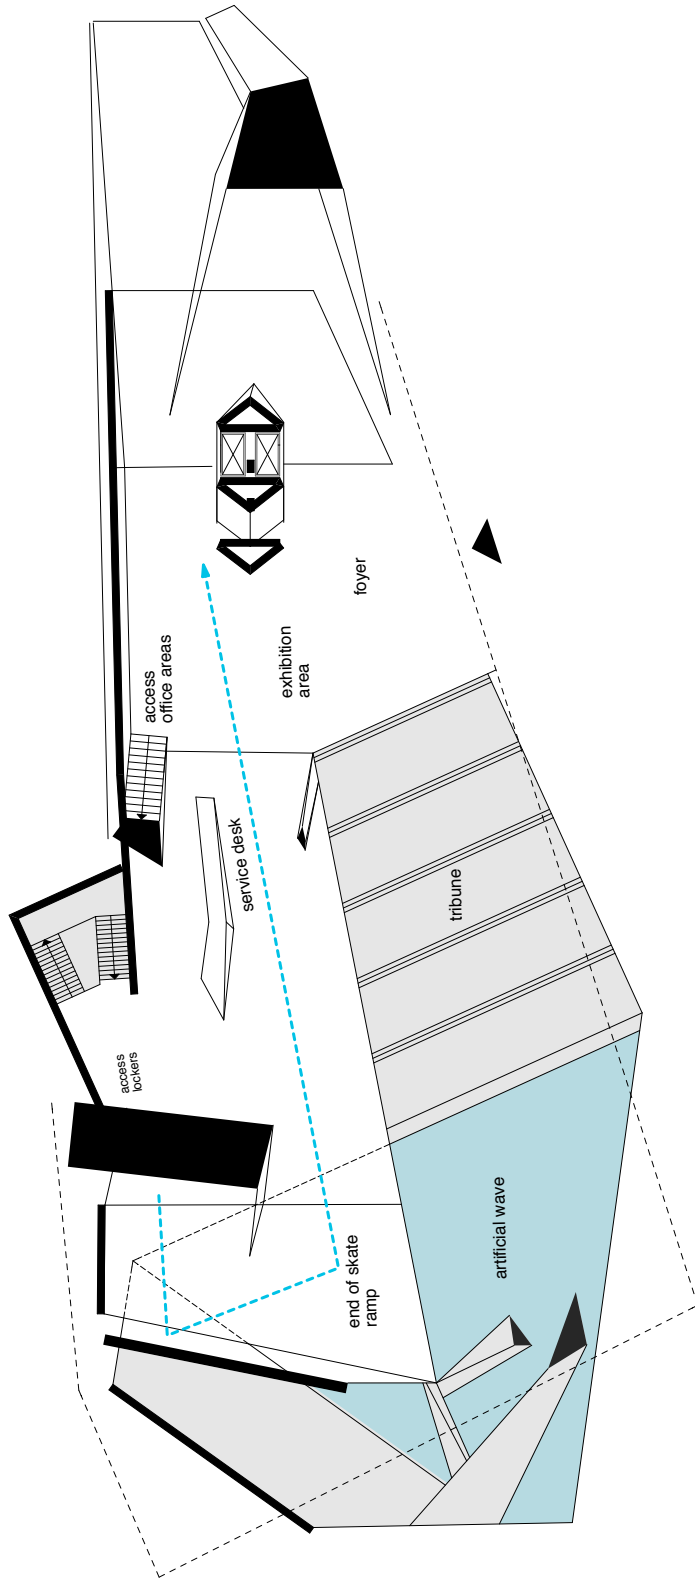 foyer
exhibition
area
access
office areas
service desk
tribune
access
lockers
artificial wave
end of skate
ramp